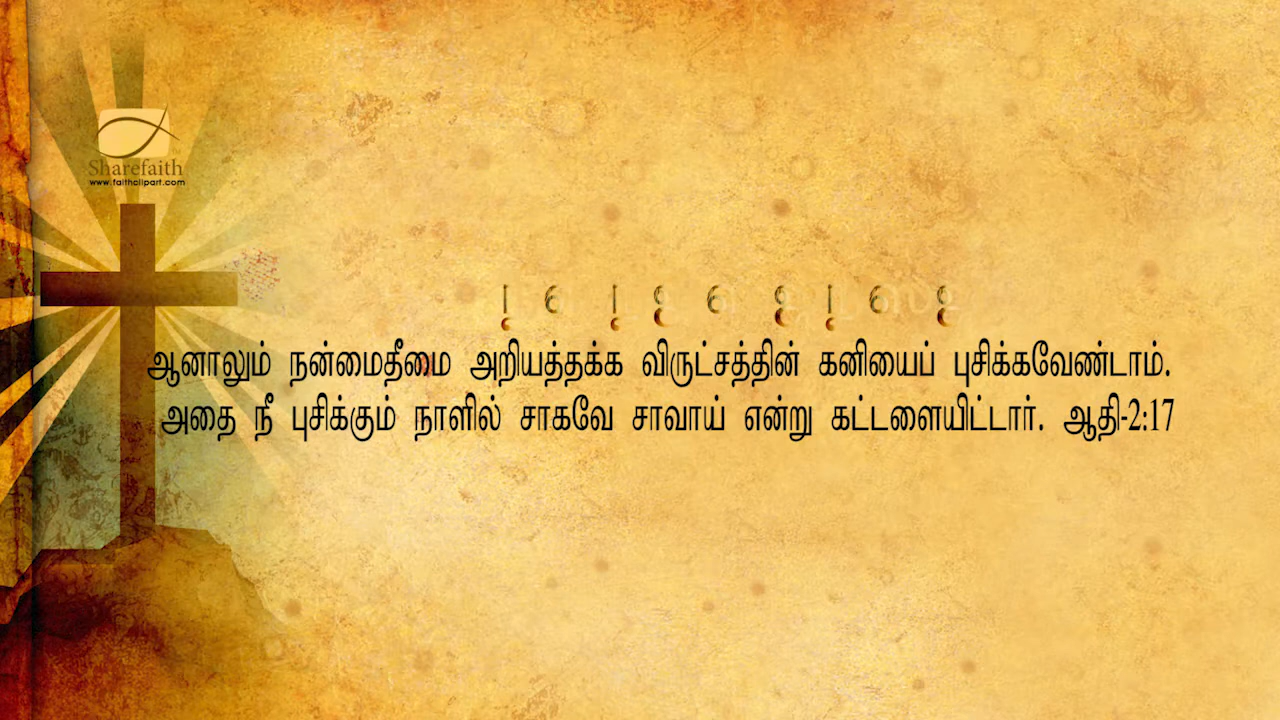 Sharefaith
www.faithclipart.com
ஆனாலும் நன்மைதீமை அறியத்தக்க விருட்சத்தின் கனியைப் புசிக்கவேண்டாம்.
அதை நீ புசிக்கும் நாளில் சாகவே சாவாய் என்று கட்டளையிட்டார். ஆதி-2:17